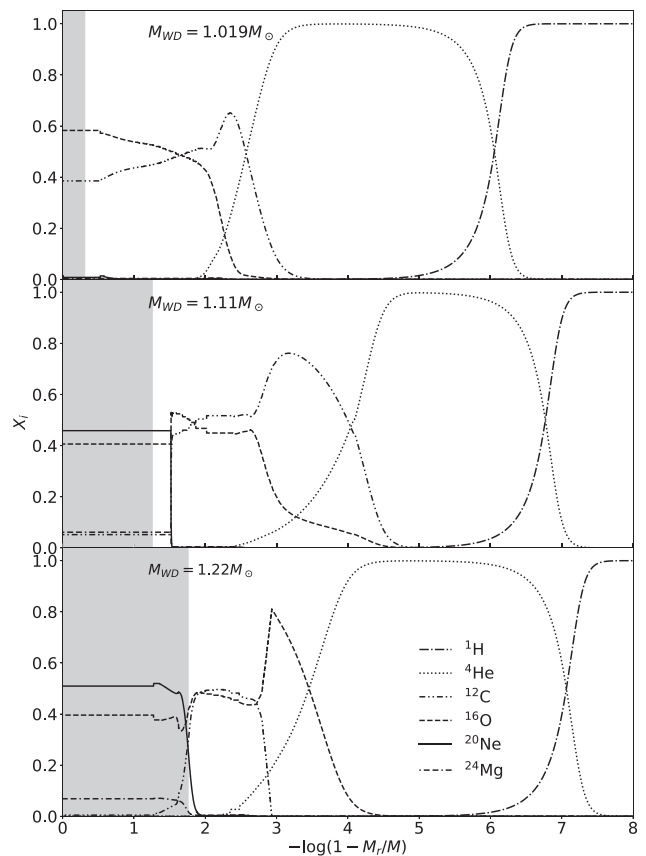 1.0
M_WD = 1.019M_⊙
0.8
0.6
0.4
0.2
0.0
1.0
M_WD = 1.11M_⊙
0.8
0.6
X_i
0.4
0.2
0.0
1.0
M_WD = 1.22M_⊙
0.8
¹H
0.6
⁴He
¹²C
0.4
¹⁶O
0.2
²⁰Ne
²⁴Mg
0.0
0 1 2 3 4 5 6 7 8
−log(1 − M_r/M)